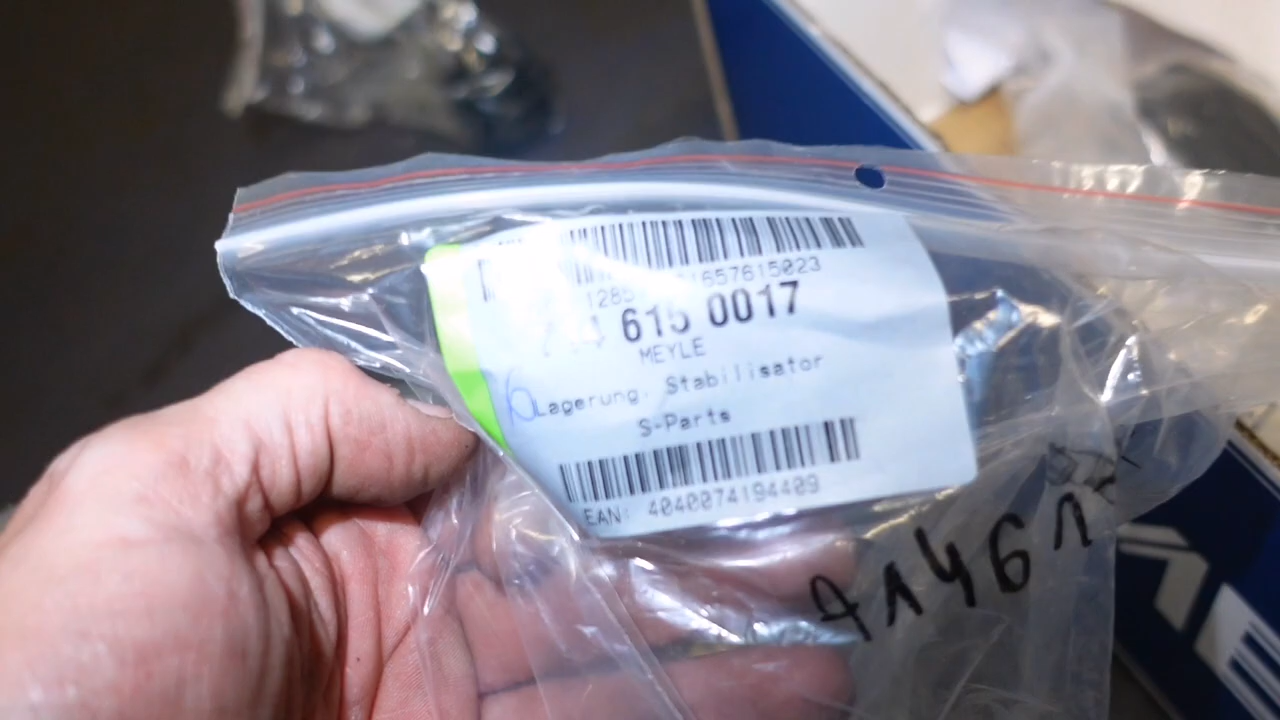 1657615023
615 0017
MEYLE
Lagerung, Stabilisator
S-Parts
EAN: 4040074194409